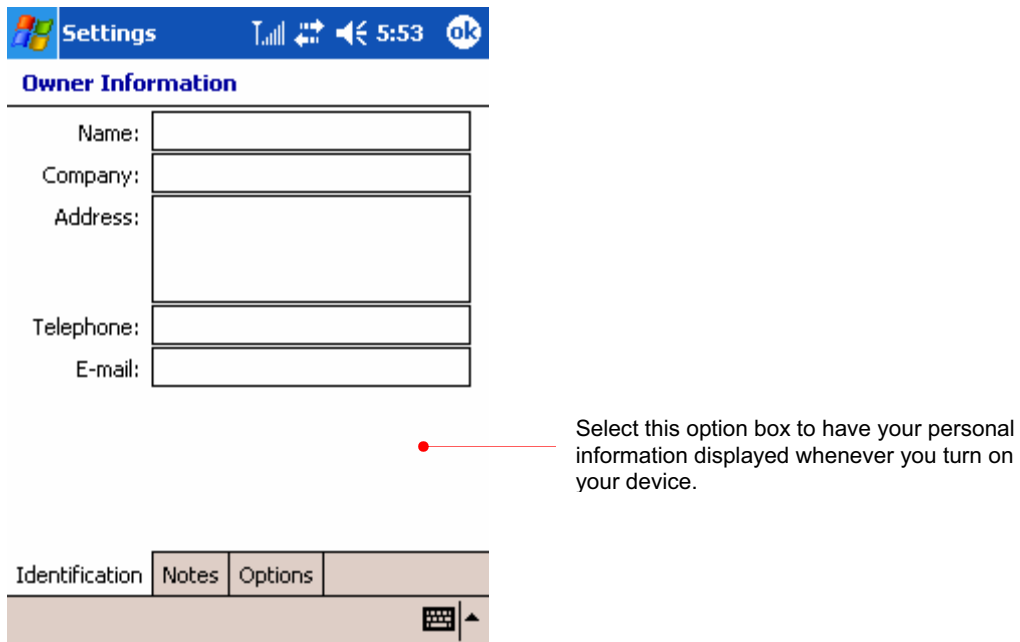 Settings 5:53 ok
Owner Information
Name:
Company:
Address:
Telephone:
E-mail:
Select this option box to have your personal
information displayed whenever you turn on
your device.
Identification Notes Options